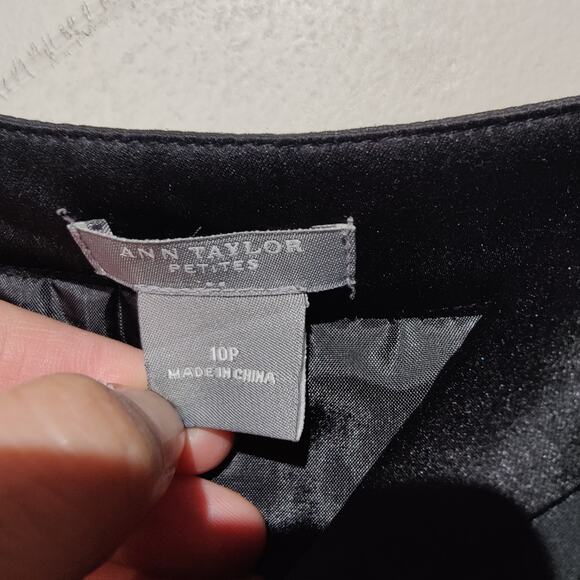 ANN TAYLOR
PETITES
10P
MADE IN CHINA